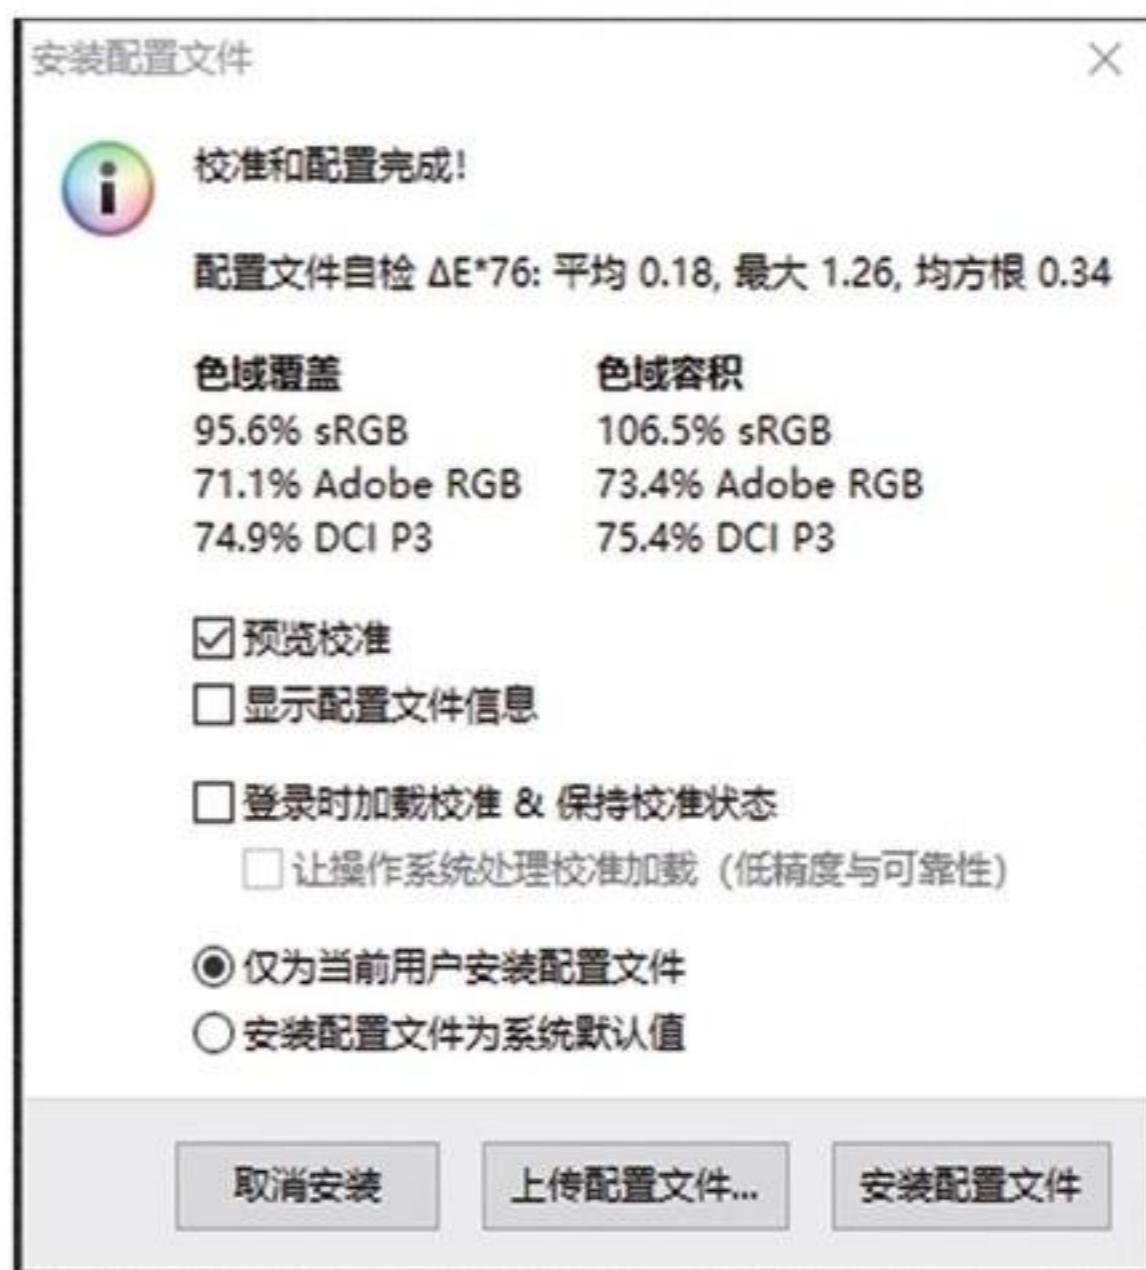 安装配置文件
校准和配置完成!
配置文件自检 ΔE*76: 平均 0.18, 最大 1.26, 均方根 0.34
色域覆盖 色域容积
95.6% sRGB 106.5% sRGB
71.1% Adobe RGB 73.4% Adobe RGB
74.9% DCI P3 75.4% DCI P3
预览校准
显示配置文件信息
登录时加载校准 & 保持校准状态
让操作系统处理校准加载（低精度与可靠性）
仅为当前用户安装配置文件
安装配置文件为系统默认值
取消安装 上传配置文件... 安装配置文件